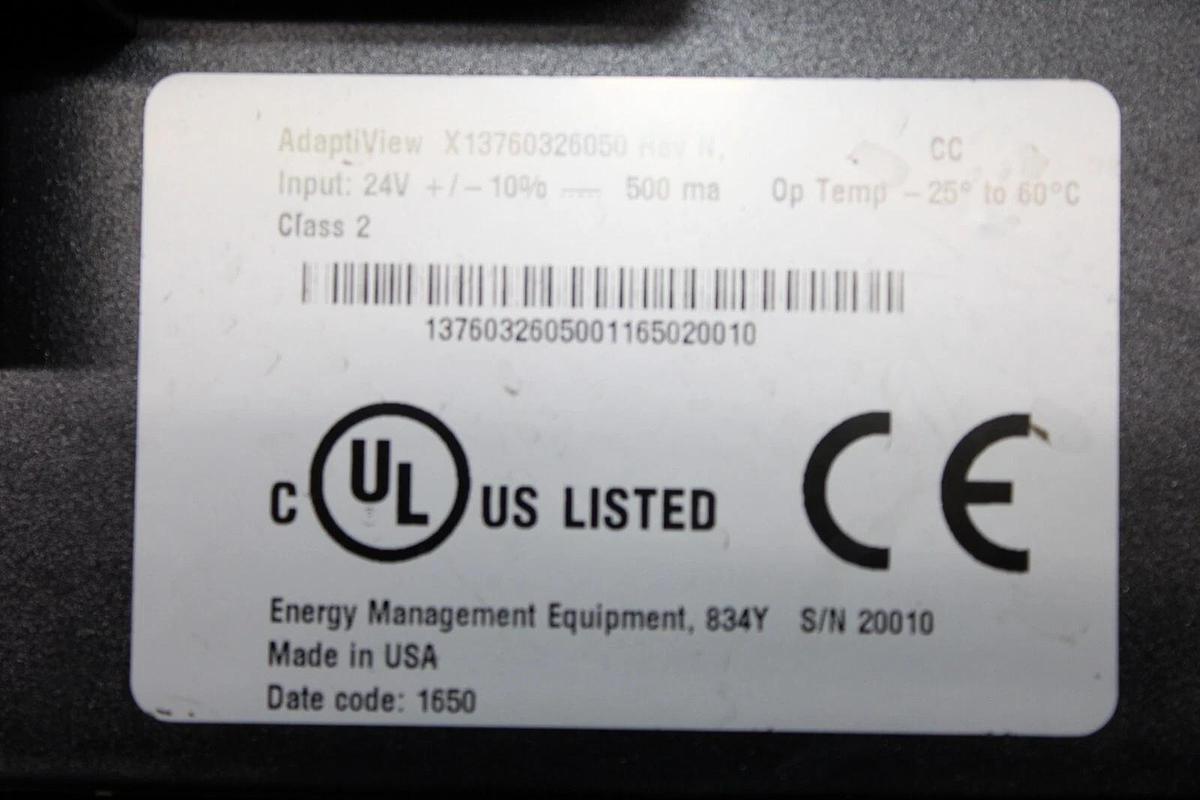 AdaptiView X13760326050 Rev N, CC
Input: 24V +/- 10% ⎓ 500 ma Op Temp -25° to 60°C
Class 2
1376032605001165020010
C UL US LISTED CE
Energy Management Equipment, 834Y S/N 20010
Made in USA
Date code: 1650